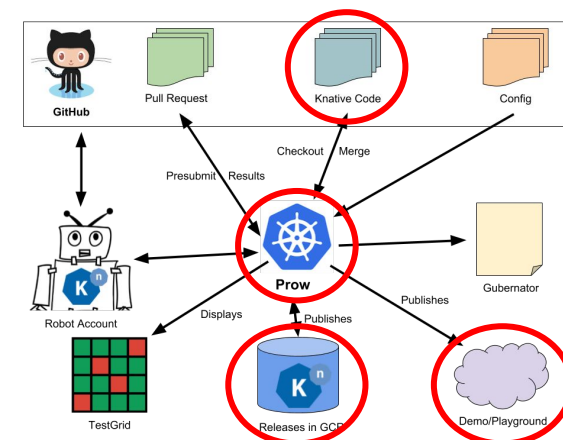 GitHub
Pull Request
Knative Code
Config
Checkout Merge
Presubmit Results
Prow
Gubernator
K n
Robot Account
Displays
Publishes
Publishes
K n
TestGrid
Releases in GCP
Demo/Playground